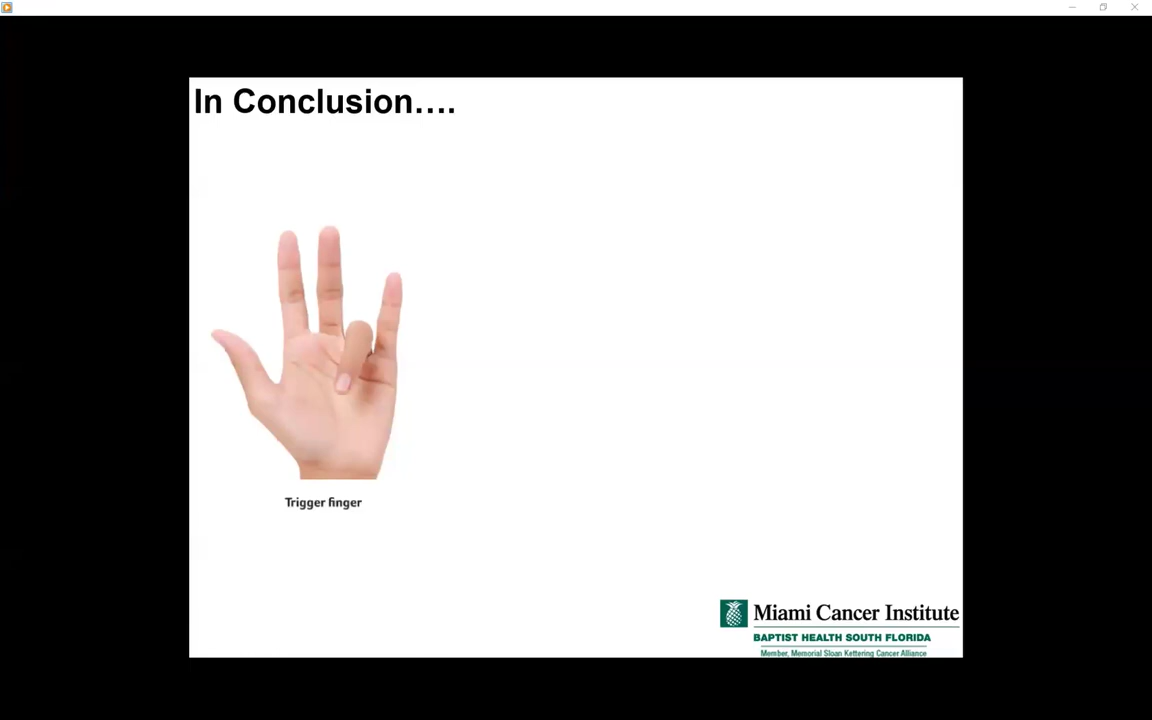 In Conclusion….
Trigger finger
Miami Cancer Institute
BAPTIST HEALTH SOUTH FLORIDA
Member, Memorial Sloan Kettering Cancer Alliance